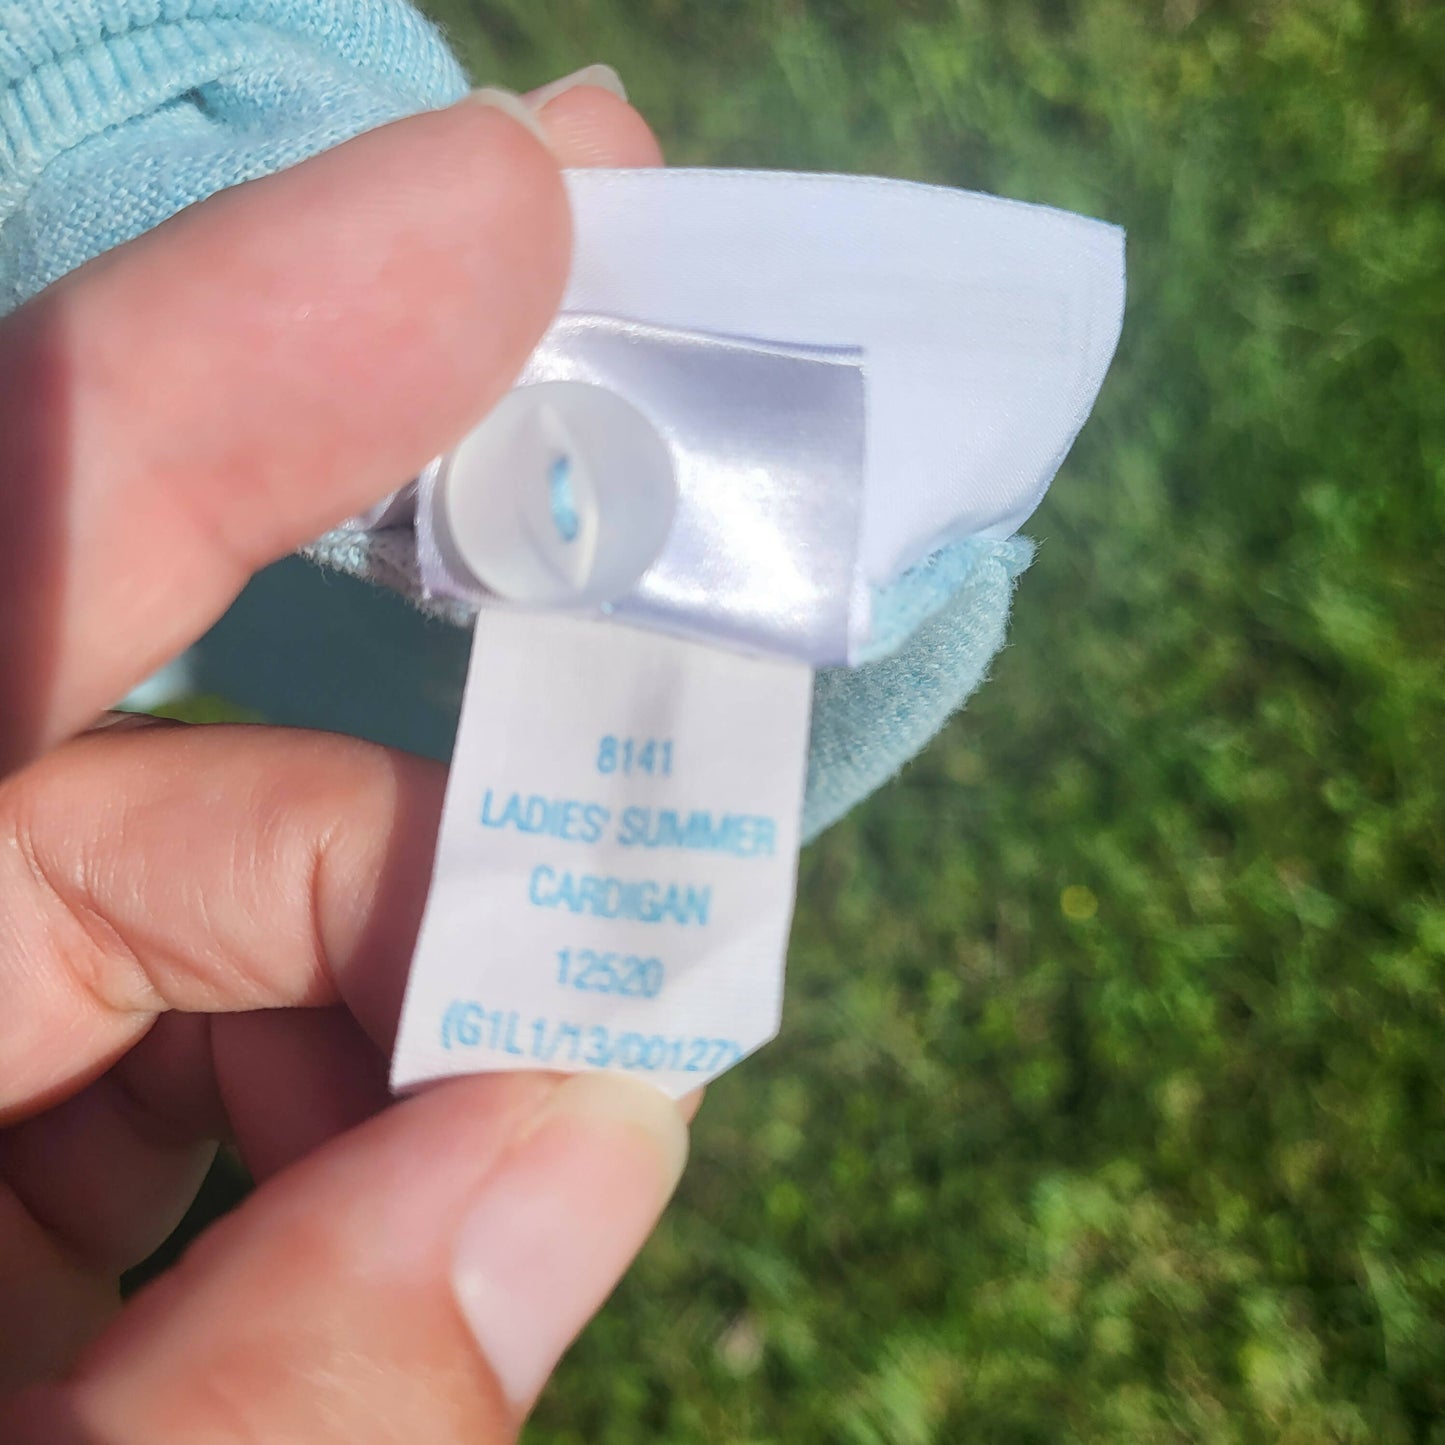 8141
LADIES' SUMMER
CARDIGAN
12520
(G1L1/13/00127)